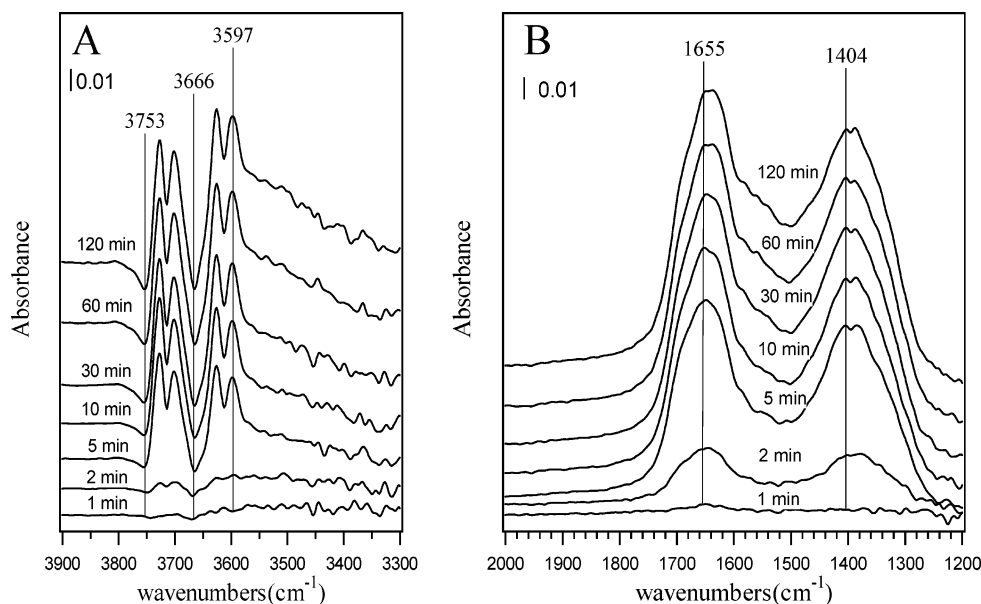 A
0.01
3597
3666
3753
120 min
60 min
30 min
10 min
5 min
2 min
1 min
Absorbance
3900 3800 3700 3600 3500 3400 3300
wavenumbers(cm-1)
B
0.01
1655
1404
120 min
60 min
30 min
10 min
5 min
2 min
1 min
Absorbance
2000 1900 1800 1700 1600 1500 1400 1300 1200
wavenumbers(cm-1)